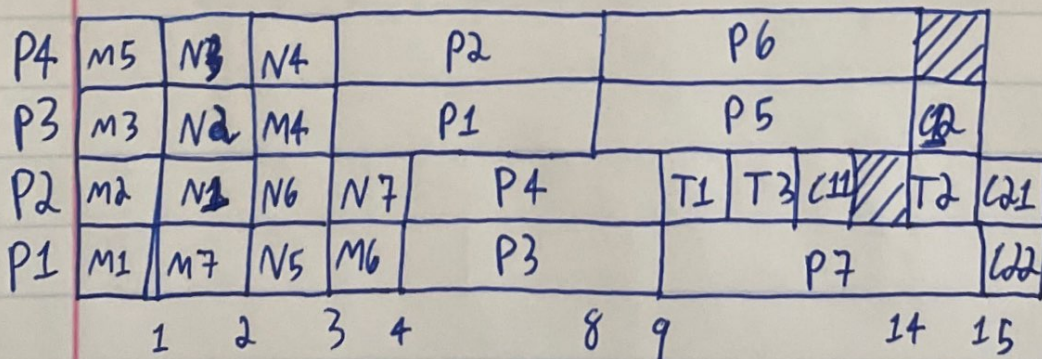 P4 M5 N3 N4 P2 P6
P3 M3 N2 M4 P1 P5 C12
P2 M2 N1 N6 N7 P4 T1 T3 C11 T2 C21
P1 M1 M7 N5 M6 P3 P7 C22
1 2 3 4 8 9 14 15